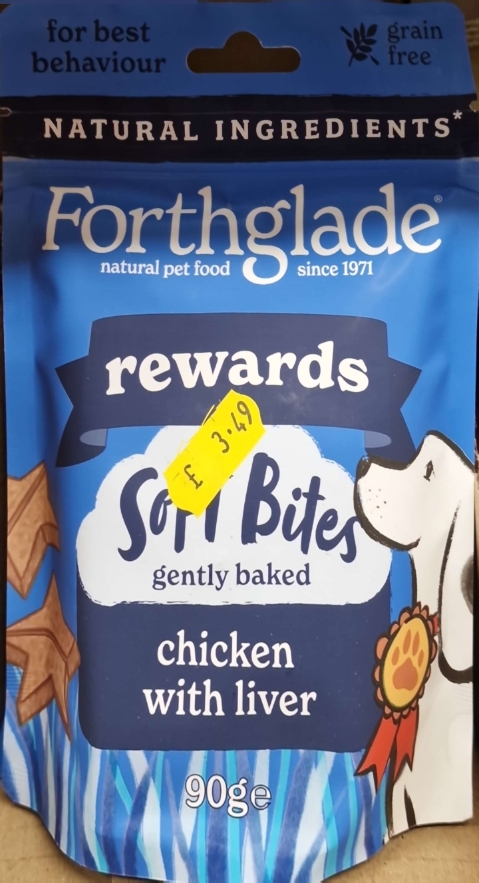 for best
behaviour
grain
free
NATURAL INGREDIENTS*
Forthglade®
natural pet food since 1971
rewards
£ 3.49
Soft Bites
gently baked
chicken
with liver
90g e